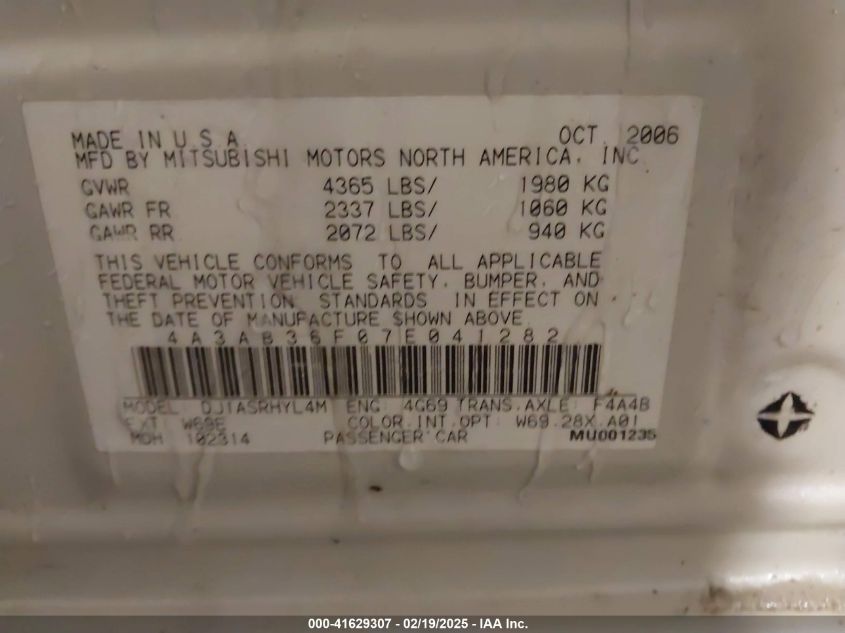 MADE IN U S A OCT. 2006
MFD BY MITSUBISHI MOTORS NORTH AMERICA, INC
GVWR 4365 LBS/ 1980 KG
GAWR FR 2337 LBS/ 1060 KG
GAWR RR 2072 LBS/ 940 KG
THIS VEHICLE CONFORMS TO ALL APPLICABLE
FEDERAL MOTOR VEHICLE SAFETY, BUMPER, AND
THEFT PREVENTION STANDARDS IN EFFECT ON
THE DATE OF MANUFACTURE SHOWN ABOVE
4A3AB36F07E041282
MODEL: DJ1ASRHYL4M ENG: 4G69 TRANS.AXLE: F4A4B
EXT: W69E COLOR.INT.OPT: W69.28X.A01
MDH 102314 PASSENGER CAR MU001235
000-41629307 - 02/19/2025 - IAA Inc.